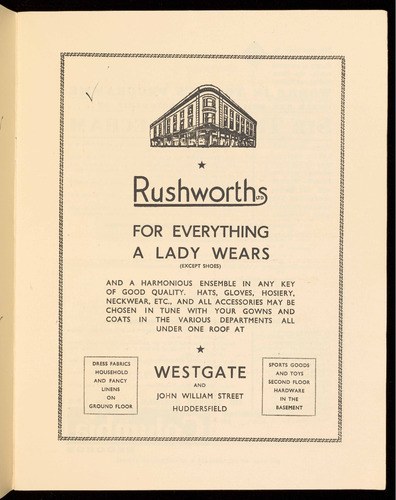 Rushworths LTD
FOR EVERYTHING
A LADY WEARS
(EXCEPT SHOES)
AND A HARMONIOUS ENSEMBLE IN ANY KEY
OF GOOD QUALITY. HATS, GLOVES, HOSIERY,
NECKWEAR, ETC., AND ALL ACCESSORIES MAY BE
CHOSEN IN TUNE WITH YOUR GOWNS AND
COATS IN THE VARIOUS DEPARTMENTS ALL
UNDER ONE ROOF AT
DRESS FABRICS
HOUSEHOLD
AND FANCY
LINENS
ON
GROUND FLOOR
WESTGATE
AND
JOHN WILLIAM STREET
HUDDERSFIELD
SPORTS GOODS
AND TOYS
SECOND FLOOR
HARDWARE
IN THE
BASEMENT